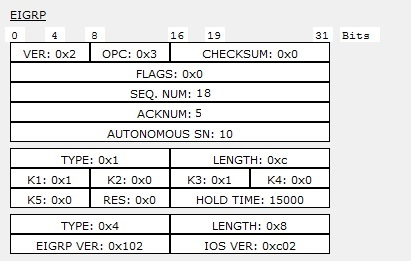 EIGRP
0 4 8 16 19 31 Bits
VER: 0x2 OPC: 0x3 CHECKSUM: 0x0
FLAGS: 0x0
SEQ. NUM: 18
ACKNUM: 5
AUTONOMOUS SN: 10
TYPE: 0x1 LENGTH: 0xc
K1: 0x1 K2: 0x0 K3: 0x1 K4: 0x0
K5: 0x0 RES: 0x0 HOLD TIME: 15000
TYPE: 0x4 LENGTH: 0x8
EIGRP VER: 0x102 IOS VER: 0xc02